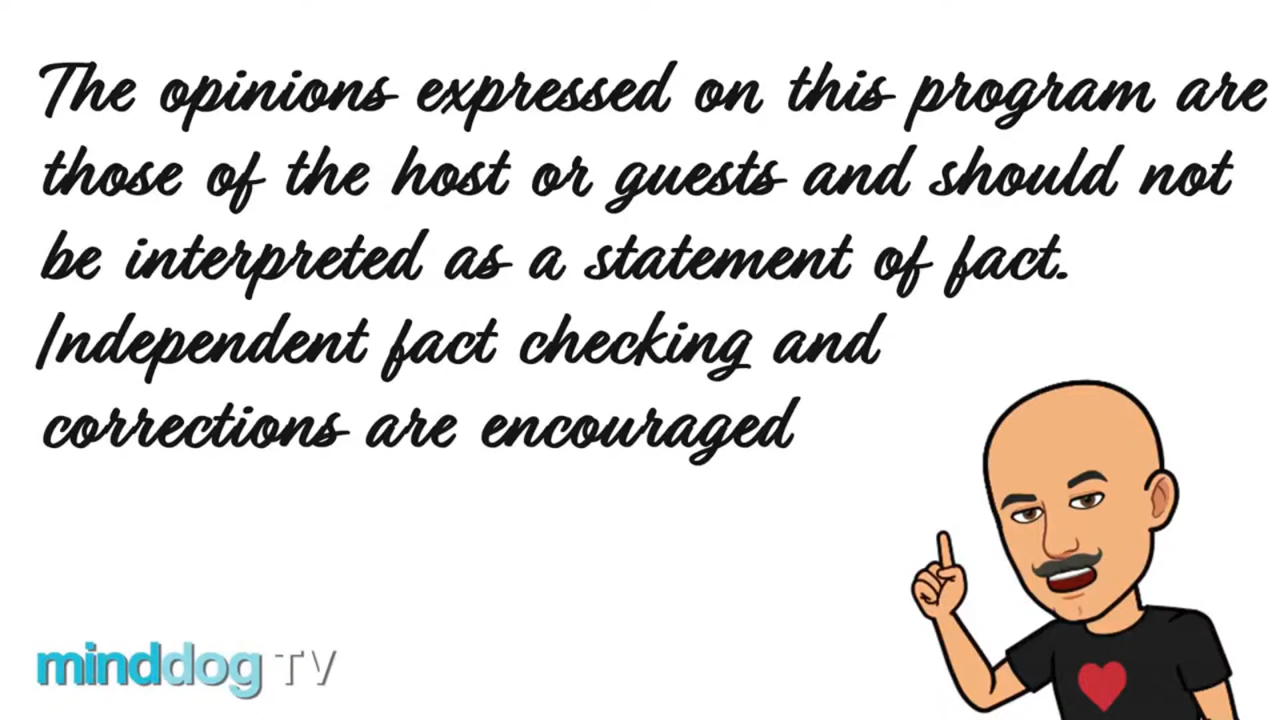 The opinions expressed on this program are
those of the host or guests and should not
be interpreted as a statement of fact.
Independent fact checking and
corrections are encouraged
minddog TV